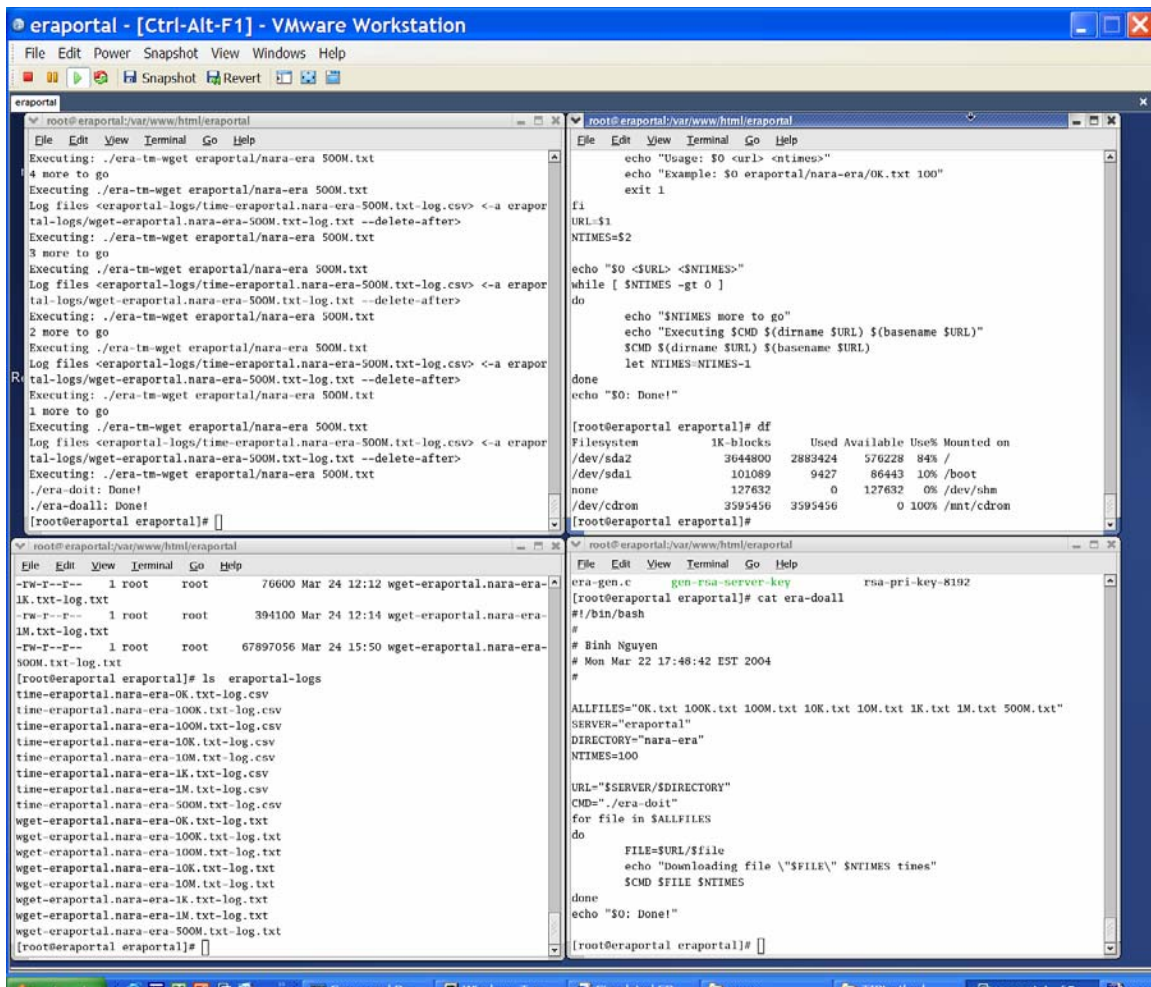 eraportal - [Ctrl-Alt-F1] - VMware Workstation
File Edit Power Snapshot View Windows Help
Snapshot Revert
eraportal
root@eraportal:/var/www/html/eraportal
File Edit View Terminal Go Help
Executing: ./era-tm-wget eraportal/nara-era 500M.txt
4 more to go
Executing ./era-tm-wget eraportal/nara-era 500M.txt
Log files <eraportal-logs/time-eraportal.nara-era-500M.txt-log.csv> <-a erapor
tal-logs/wget-eraportal.nara-era-500M.txt-log.txt --delete-after>
Executing: ./era-tm-wget eraportal/nara-era 500M.txt
3 more to go
Executing ./era-tm-wget eraportal/nara-era 500M.txt
Log files <eraportal-logs/time-eraportal.nara-era-500M.txt-log.csv> <-a erapor
tal-logs/wget-eraportal.nara-era-500M.txt-log.txt --delete-after>
Executing: ./era-tm-wget eraportal/nara-era 500M.txt
2 more to go
Executing ./era-tm-wget eraportal/nara-era 500M.txt
Log files <eraportal-logs/time-eraportal.nara-era-500M.txt-log.csv> <-a erapor
tal-logs/wget-eraportal.nara-era-500M.txt-log.txt --delete-after>
Executing: ./era-tm-wget eraportal/nara-era 500M.txt
1 more to go
Executing ./era-tm-wget eraportal/nara-era 500M.txt
Log files <eraportal-logs/time-eraportal.nara-era-500M.txt-log.csv> <-a erapor
tal-logs/wget-eraportal.nara-era-500M.txt-log.txt --delete-after>
Executing: ./era-tm-wget eraportal/nara-era 500M.txt
./era-doit: Done!
./era-doall: Done!
[root@eraportal eraportal]#
root@eraportal:/var/www/html/eraportal
File Edit View Terminal Go Help
echo "Usage: $0 <url> <ntimes>"
echo "Example: $0 eraportal/nara-era/0K.txt 100"
exit 1
fi
URL=$1
NTIMES=$2
echo "$0 <$URL> <$NTIMES>"
while [ $NTIMES -gt 0 ]
do
echo "$NTIMES more to go"
echo "Executing $CMD $(dirname $URL) $(basename $URL)"
$CMD $(dirname $URL) $(basename $URL)
let NTIMES=NTIMES-1
done
echo "$0: Done!"
[root@eraportal eraportal]# df
Filesystem 1K-blocks Used Available Use% Mounted on
/dev/sda2 3644800 2883424 576228 84% /
/dev/sda1 101089 9427 86443 10% /boot
none 127632 0 127632 0% /dev/shm
/dev/cdrom 3595456 3595456 0 100% /mnt/cdrom
[root@eraportal eraportal]#
root@eraportal:/var/www/html/eraportal
File Edit View Terminal Go Help
-rw-r--r-- 1 root root 76600 Mar 24 12:12 wget-eraportal.nara-era-
1K.txt-log.txt
-rw-r--r-- 1 root root 394100 Mar 24 12:14 wget-eraportal.nara-era-
1M.txt-log.txt
-rw-r--r-- 1 root root 67897056 Mar 24 15:50 wget-eraportal.nara-era-
500M.txt-log.txt
[root@eraportal eraportal]# ls eraportal-logs
time-eraportal.nara-era-0K.txt-log.csv
time-eraportal.nara-era-100K.txt-log.csv
time-eraportal.nara-era-100M.txt-log.csv
time-eraportal.nara-era-10K.txt-log.csv
time-eraportal.nara-era-10M.txt-log.csv
time-eraportal.nara-era-1K.txt-log.csv
time-eraportal.nara-era-1M.txt-log.csv
time-eraportal.nara-era-500M.txt-log.csv
wget-eraportal.nara-era-0K.txt-log.txt
wget-eraportal.nara-era-100K.txt-log.txt
wget-eraportal.nara-era-100M.txt-log.txt
wget-eraportal.nara-era-10K.txt-log.txt
wget-eraportal.nara-era-10M.txt-log.txt
wget-eraportal.nara-era-1K.txt-log.txt
wget-eraportal.nara-era-1M.txt-log.txt
wget-eraportal.nara-era-500M.txt-log.txt
[root@eraportal eraportal]#
root@eraportal:/var/www/html/eraportal
File Edit View Terminal Go Help
era-gen.c gen-rsa-server-key rsa-pri-key-8192
[root@eraportal eraportal]# cat era-doall
#!/bin/bash
#
# Binh Nguyen
# Mon Mar 22 17:48:42 EST 2004
#
ALLFILES="0K.txt 100K.txt 100M.txt 10K.txt 10M.txt 1K.txt 1M.txt 500M.txt"
SERVER="eraportal"
DIRECTORY="nara-era"
NTIMES=100
URL="$SERVER/$DIRECTORY"
CMD="./era-doit"
for file in $ALLFILES
do
FILE=$URL/$file
echo "Downloading file \"$FILE\" $NTIMES times"
$CMD $FILE $NTIMES
done
echo "$0: Done!"
[root@eraportal eraportal]#